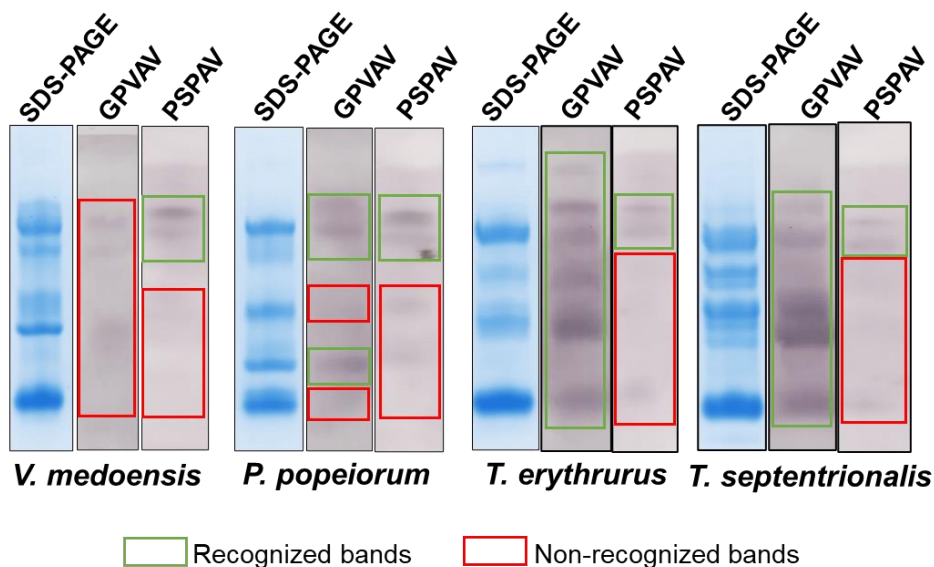 SDS-PAGE GPVAV PSPAV SDS-PAGE GPVAV PSPAV SDS-PAGE GPVAV PSPAV SDS-PAGE GPVAV PSPAV
V. medoensis P. popeiorum T. erythrurus T. septentrionalis
Recognized bands Non-recognized bands